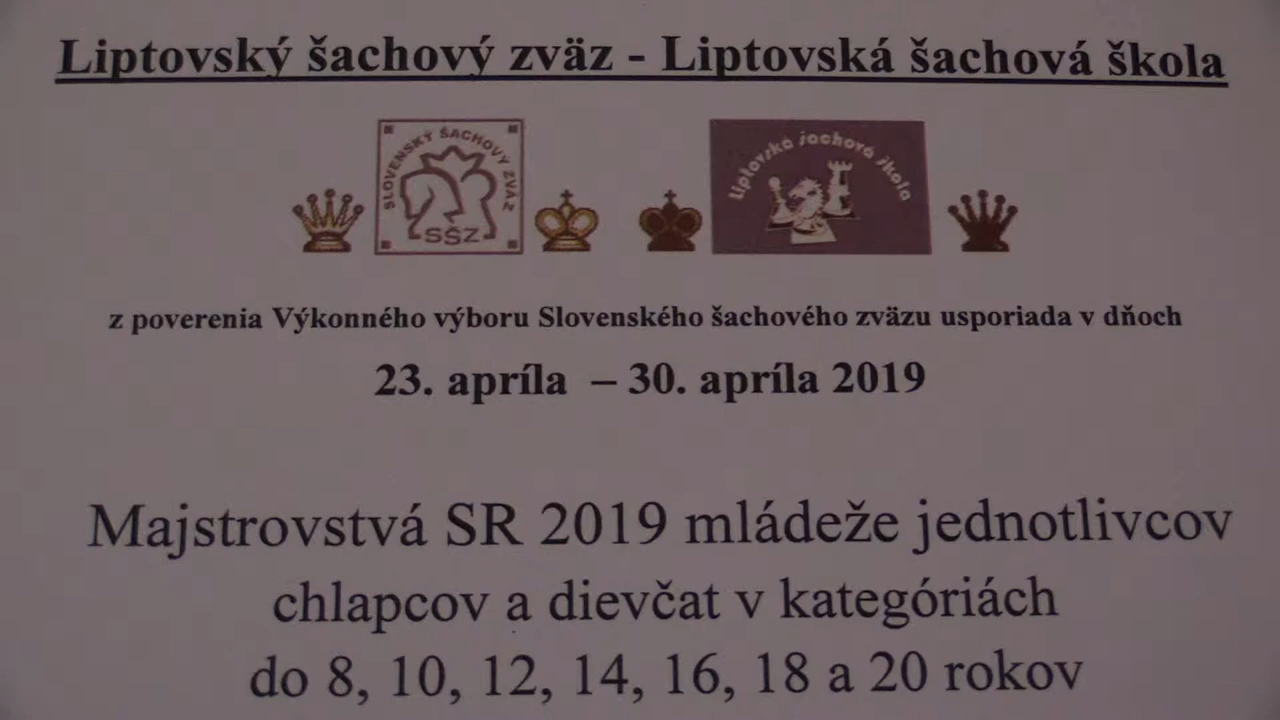 Liptovský šachový zväz - Liptovská šachová škola
SLOVENSKÝ ŠACHOVÝ ZVÄZ
SŠZ
Liptovská šachová škola
z poverenia Výkonného výboru Slovenského šachového zväzu usporiada v dňoch
23. apríla – 30. apríla 2019
Majstrovstvá SR 2019 mládeže jednotlivcov
chlapcov a dievčat v kategóriách
do 8, 10, 12, 14, 16, 18 a 20 rokov